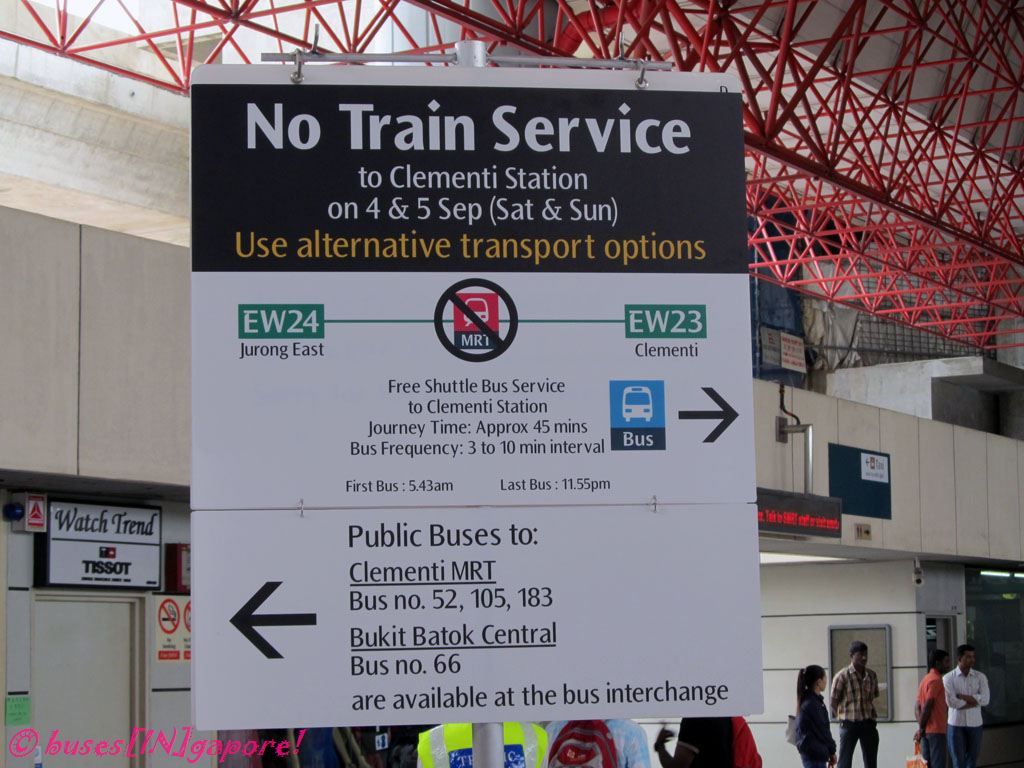 No Train Service
to Clementi Station
on 4 & 5 Sep (Sat & Sun)
Use alternative transport options
EW24
Jurong East
MRT
EW23
Clementi
Free Shuttle Bus Service
to Clementi Station
Journey Time: Approx 45 mins
Bus Frequency: 3 to 10 min interval
Bus
First Bus : 5.43am
Last Bus : 11.55pm
Public Buses to:
Clementi MRT
Bus no. 52, 105, 183
Bukit Batok Central
Bus no. 66
are available at the bus interchange
Watch Trend
TISSOT
Taxi
© buses[IN]gapore!